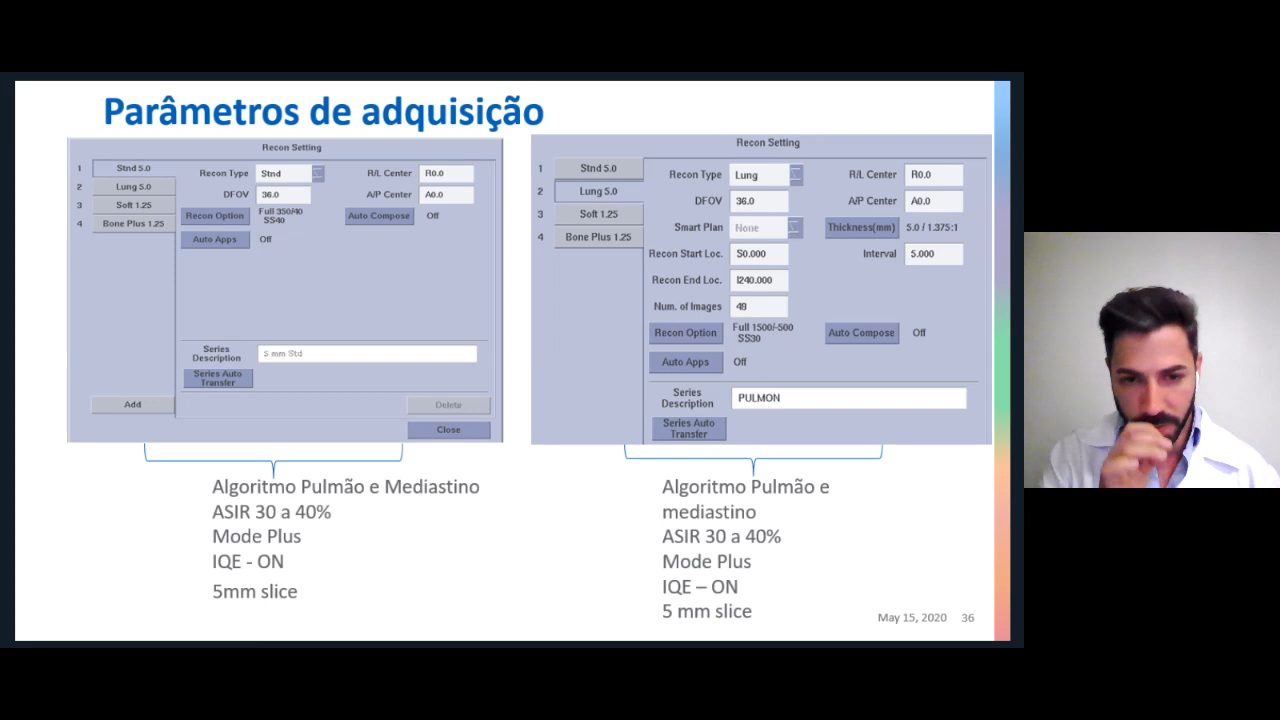 Parâmetros de adquisição
Recon Setting
1 Stnd 5.0
2 Lung 5.0
3 Soft 1.25
4 Bone Plus 1.25
Recon Type Stnd R/L Center R0.0
DFOV 36.0 A/P Center A0.0
Recon Option Full 350/40 SS40 Auto Compose Off
Auto Apps Off
Series Description 5 mm Std
Series Auto Transfer
Add Delete
Close
Recon Setting
1 Stnd 5.0
2 Lung 5.0
3 Soft 1.25
4 Bone Plus 1.25
Recon Type Lung R/L Center R0.0
DFOV 36.0 A/P Center A0.0
Smart Plan None Thickness(mm) 5.0 / 1.375:1
Recon Start Loc. S0.000 Interval 5.000
Recon End Loc. I240.000
Num. of Images 49
Recon Option Full 1500/-500 SS30 Auto Compose Off
Auto Apps Off
Series Description PULMON
Series Auto Transfer
Algoritmo Pulmão e Mediastino
ASIR 30 a 40%
Mode Plus
IQE - ON
5mm slice
Algoritmo Pulmão e
mediastino
ASIR 30 a 40%
Mode Plus
IQE – ON
5 mm slice
May 15, 2020 36